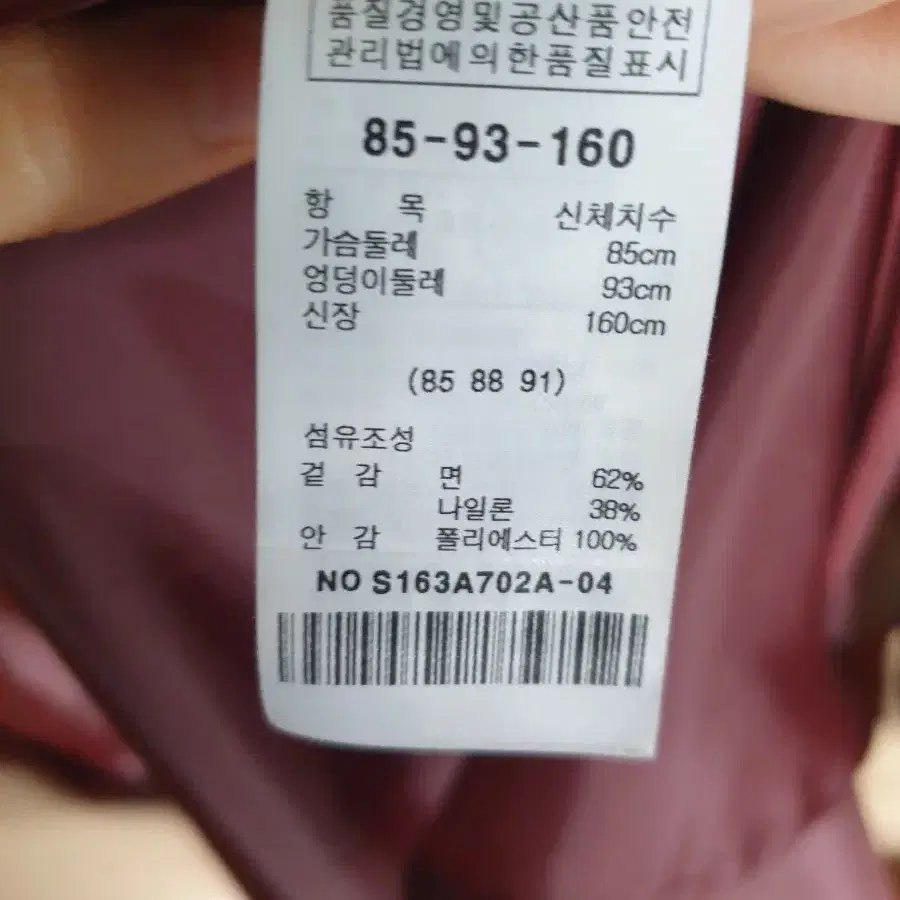 품질경영및공산품안전
관리법에의한품질표시
85-93-160
항 목 신체치수
가슴둘레 85cm
엉덩이둘레 93cm
신장 160cm
(85 88 91)
섬유조성
겉 감 면 62%
나일론 38%
안 감 폴리에스터 100%
NO S163A702A-04